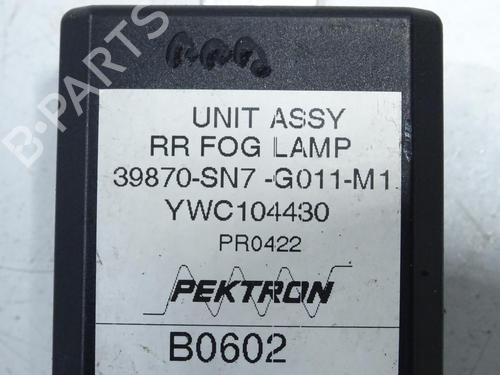 B-PARTS
UNIT ASSY
RR FOG LAMP
39870-SN7 -G011-M1
YWC104430
PR0422
PEKTRON
B0602